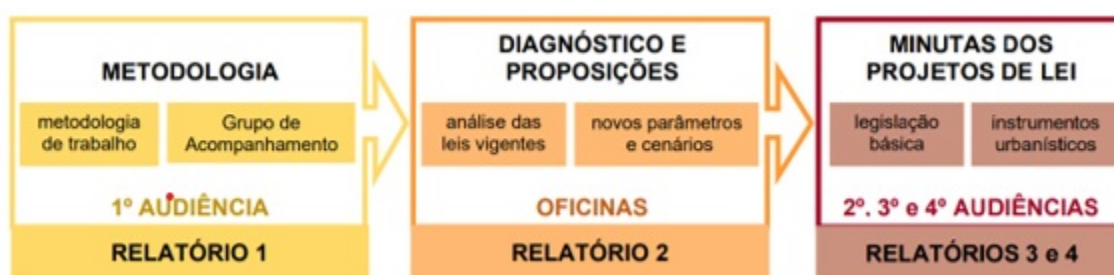 METODOLOGIA
metodologia
de trabalho
Grupo de
Acompanhamento
1º AUDIÊNCIA
RELATÓRIO 1
DIAGNÓSTICO E
PROPOSIÇÕES
análise das
leis vigentes
novos parâmetros
e cenários
OFICINAS
RELATÓRIO 2
MINUTAS DOS
PROJETOS DE LEI
legislação
básica
instrumentos
urbanísticos
2º. 3º e 4º AUDIÊNCIAS
RELATÓRIOS 3 e 4